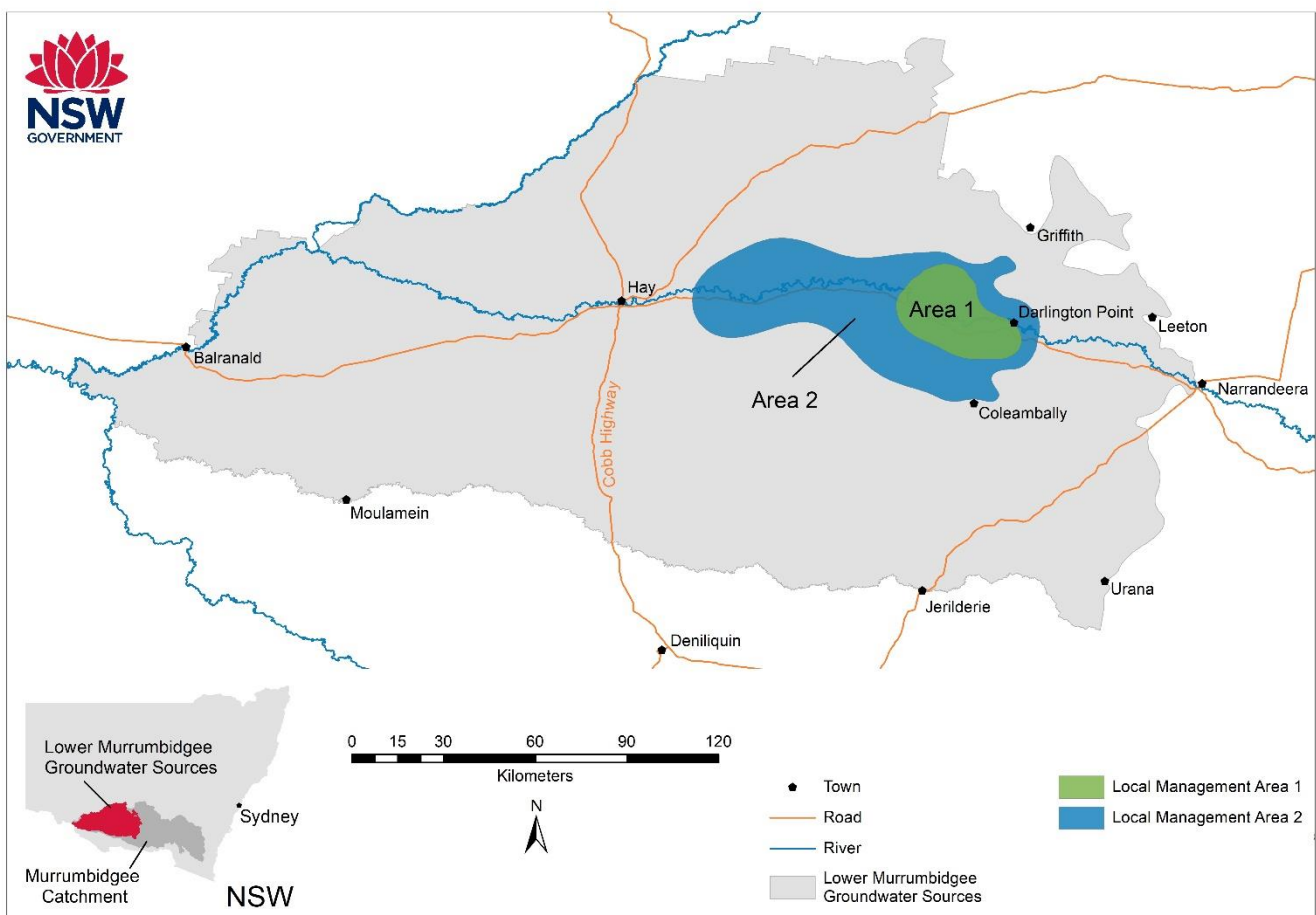 NSW
GOVERNMENT
Griffith
Hay
Area 1
Darlington Point
Leeton
Balranald
Area 2
Narrandeera
Coleambally
Cobb Highway
Moulamein
Urana
Jerilderie
Deniliquin
Lower Murrumbidgee
Groundwater Sources
Sydney
Murrumbidgee
Catchment
NSW
0 15 30 60 90 120
Kilometers
N
Town
Road
River
Lower Murrumbidgee
Groundwater Sources
Local Management Area 1
Local Management Area 2